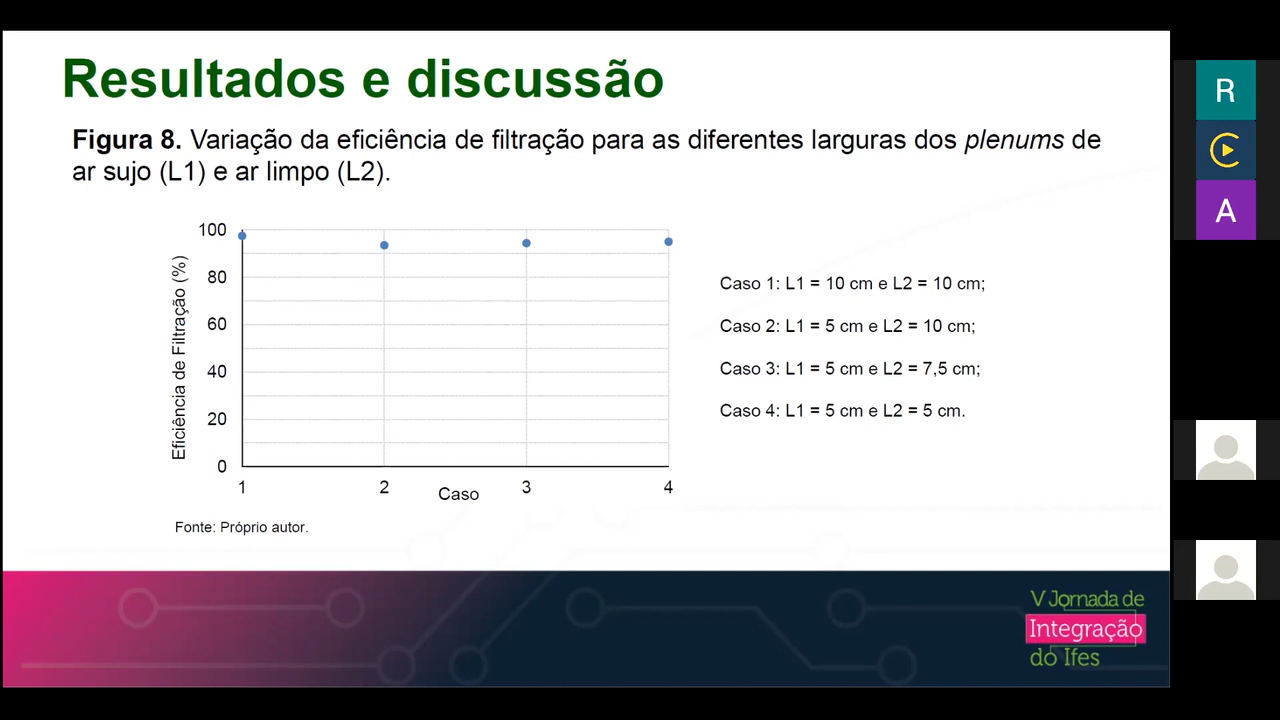 Resultados e discussão
Figura 8. Variação da eficiência de filtração para as diferentes larguras dos plenums de
ar sujo (L1) e ar limpo (L2).
Eficiência de Filtração (%)
100
80
60
40
20
0
1
2
3
4
Caso
Caso 1: L1 = 10 cm e L2 = 10 cm;
Caso 2: L1 = 5 cm e L2 = 10 cm;
Caso 3: L1 = 5 cm e L2 = 7,5 cm;
Caso 4: L1 = 5 cm e L2 = 5 cm.
Fonte: Próprio autor.
V Jornada de
Integração
do Ifes
R
A